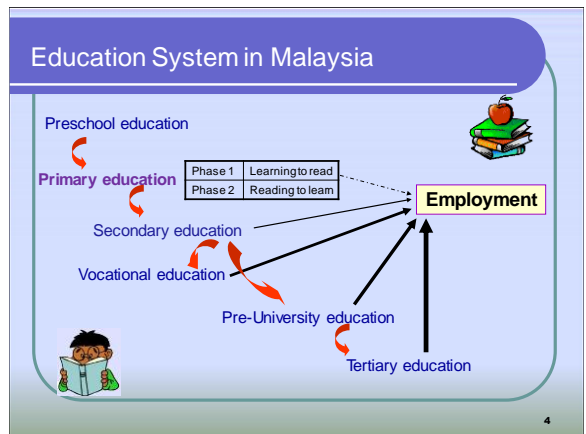 Education System in Malaysia
Preschool education
Primary education
Phase 1 Learning to read
Phase 2 Reading to learn
Employment
Secondary education
Vocational education
Pre-University education
Tertiary education
4